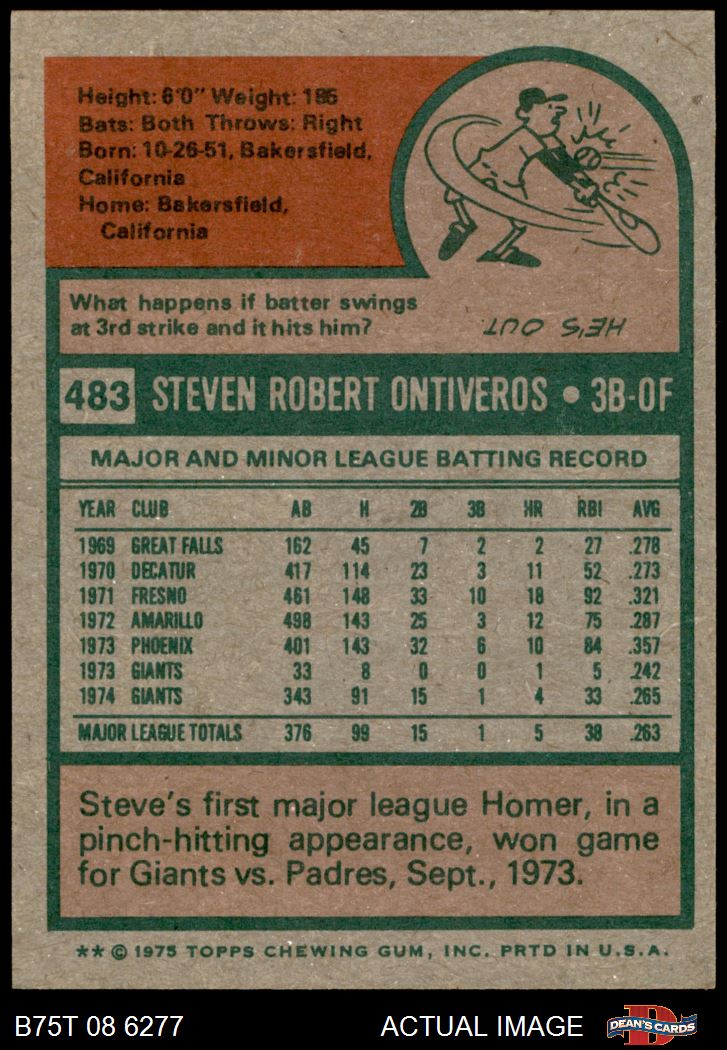 Height: 6'0" Weight: 185
Bats: Both Throws: Right
Born: 10-26-51, Bakersfield,
California
Home: Bakersfield,
California
What happens if batter swings
at 3rd strike and it hits him?
HE'S OUT.
483 STEVEN ROBERT ONTIVEROS • 3B-OF
MAJOR AND MINOR LEAGUE BATTING RECORD
YEAR CLUB AB H 2B 3B HR RBI AVG
1969 GREAT FALLS 162 45 7 2 2 27 .278
1970 DECATUR 417 114 23 3 11 52 .273
1971 FRESNO 461 148 33 10 18 92 .321
1972 AMARILLO 498 143 25 3 12 75 .287
1973 PHOENIX 401 143 32 6 10 84 .357
1973 GIANTS 33 8 0 0 1 5 .242
1974 GIANTS 343 91 15 1 4 33 .265
MAJOR LEAGUE TOTALS 376 99 15 1 5 38 .263
Steve's first major league Homer, in a
pinch-hitting appearance, won game
for Giants vs. Padres, Sept., 1973.
** © 1975 TOPPS CHEWING GUM, INC. PRTD IN U.S.A.
B75T 08 6277 ACTUAL IMAGE DEAN'S CARDS